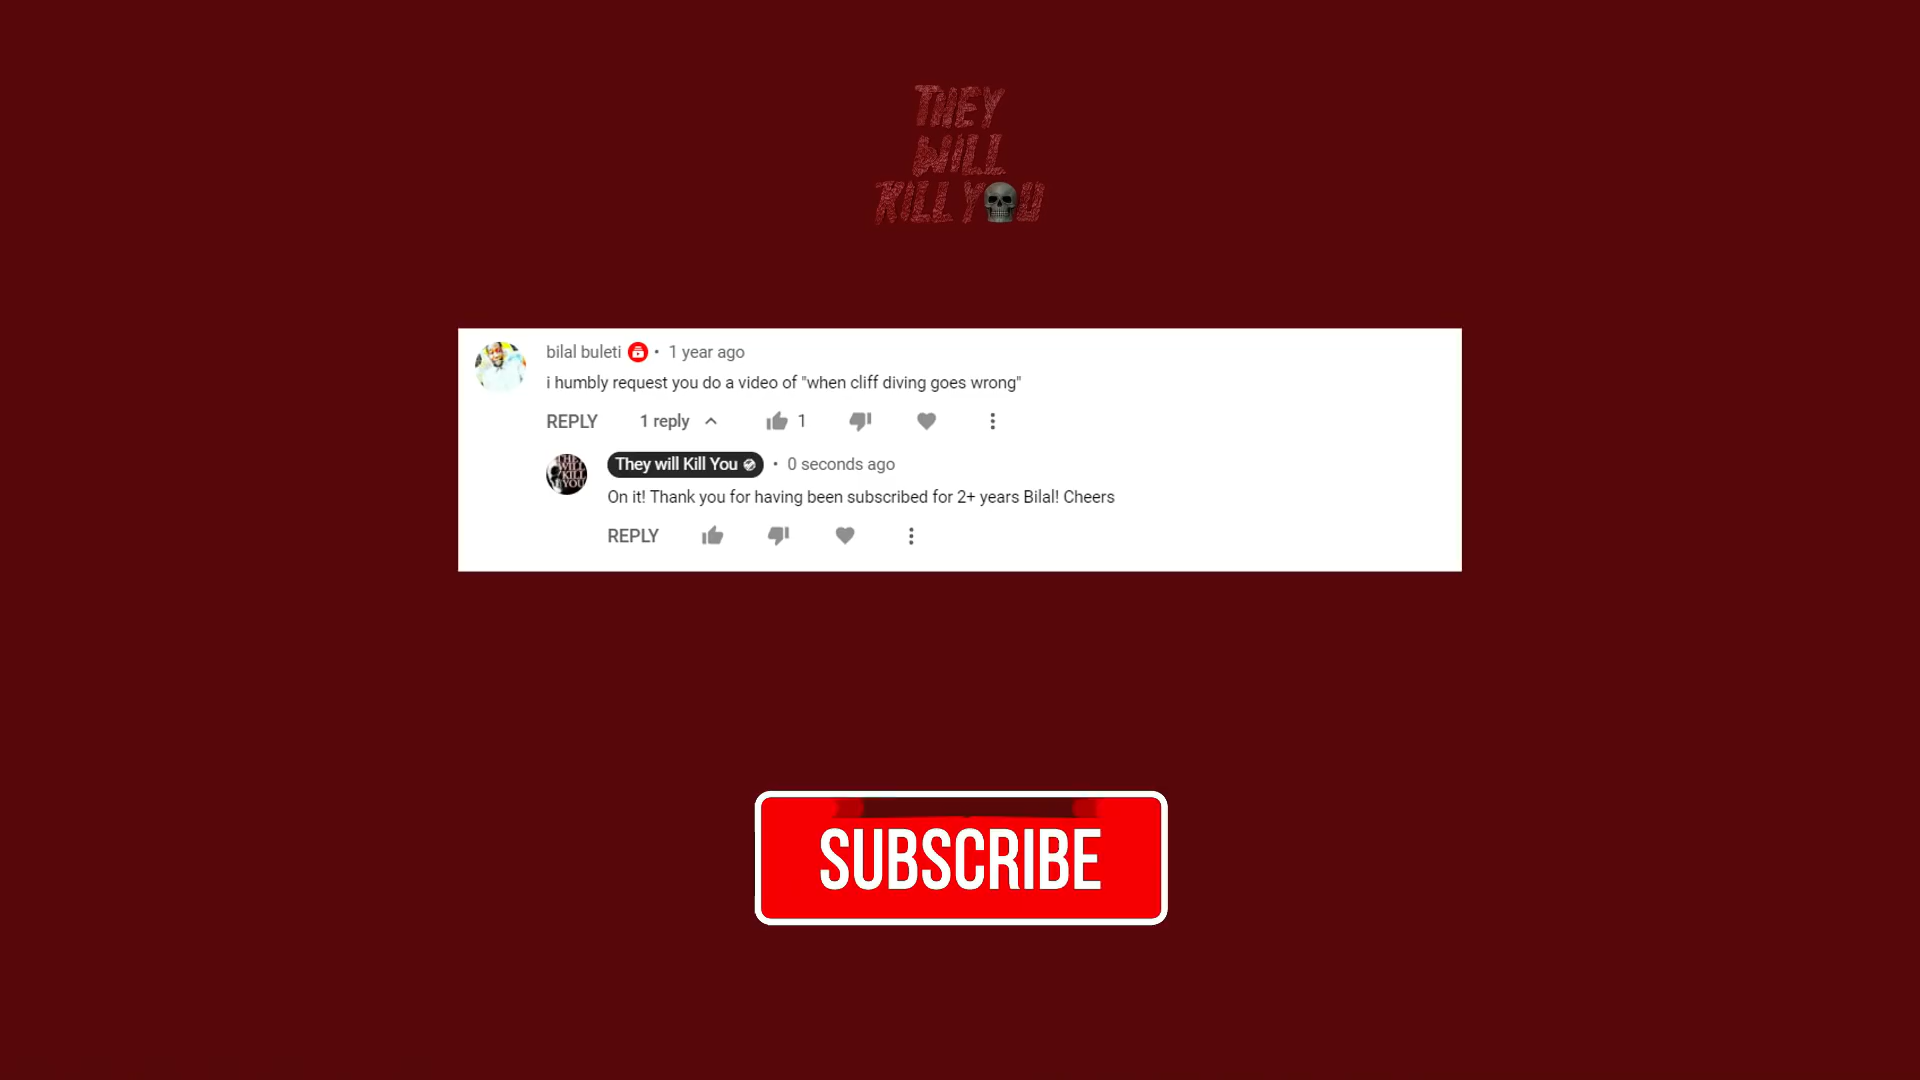 THEY
WILL
KILL YOU
bilal buleti • 1 year ago
i humbly request you do a video of "when cliff diving goes wrong"
REPLY 1 reply 1
They will Kill You • 0 seconds ago
On it! Thank you for having been subscribed for 2+ years Bilal! Cheers
REPLY
SUBSCRIBE